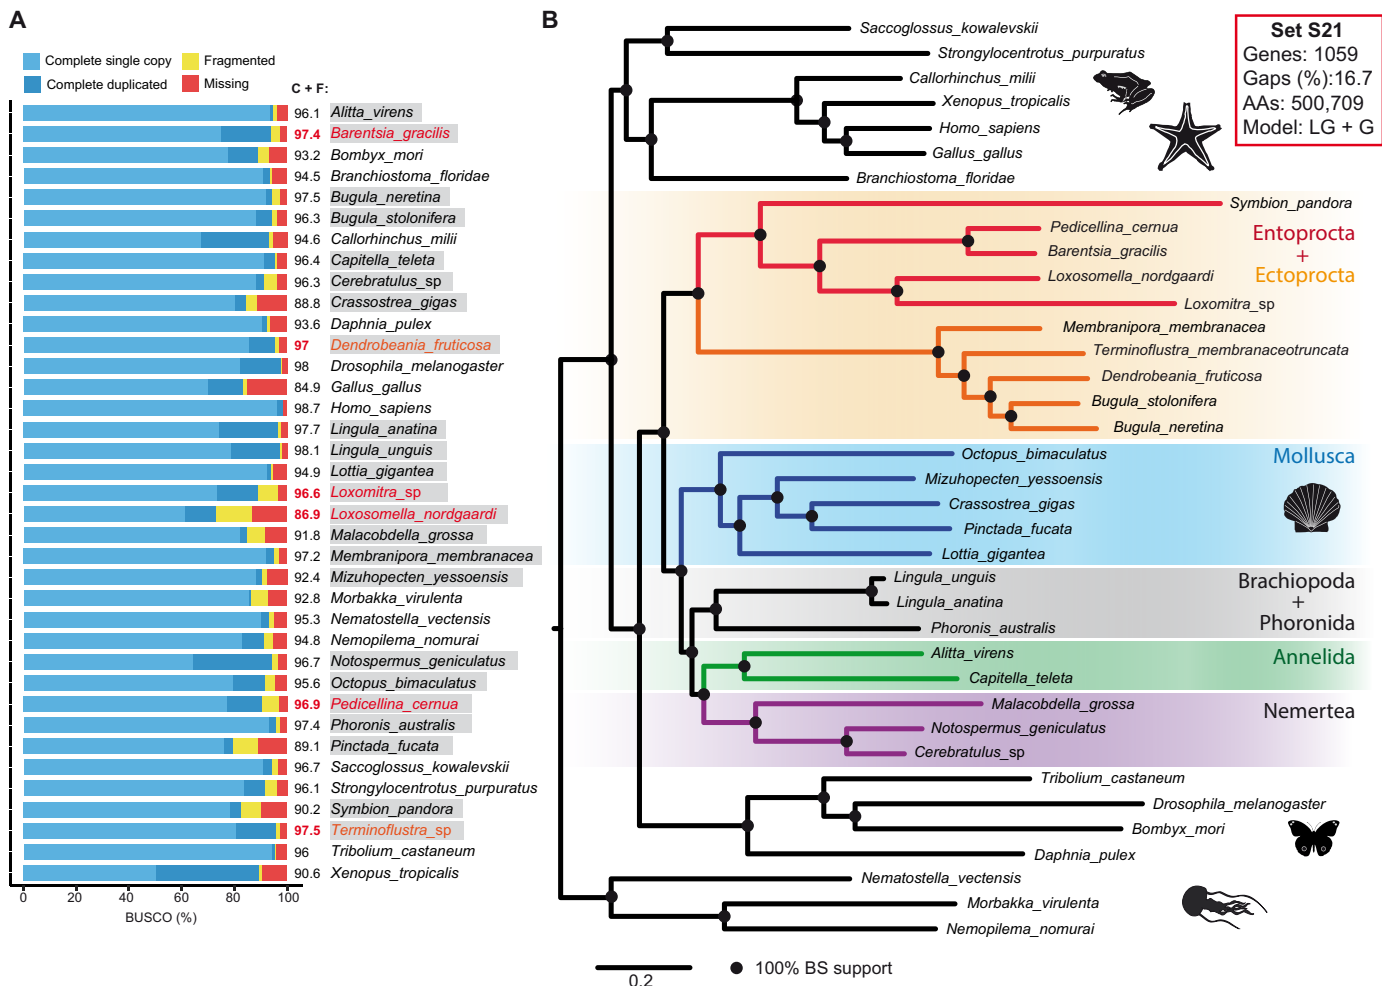 A
Complete single copy
Fragmented
Complete duplicated
Missing
C + F:
96.1 Alitta_virens
97.4 Barentsia_gracilis
93.2 Bombyx_mori
94.5 Branchiostoma_floridae
97.5 Bugula_neretina
96.3 Bugula_stolonifera
94.6 Callorhinchus_milii
96.4 Capitella_teleta
96.3 Cerebratulus_sp
88.8 Crassostrea_gigas
93.6 Daphnia_pulex
97 Dendrobeania_fruticosa
98 Drosophila_melanogaster
84.9 Gallus_gallus
98.7 Homo_sapiens
97.7 Lingula_anatina
98.1 Lingula_unguis
94.9 Lottia_gigantea
96.6 Loxomitra_sp
86.9 Loxosomella_nordgaardi
91.8 Malacobdella_grossa
97.2 Membranipora_membranacea
92.4 Mizuhopecten_yessoensis
92.8 Morbakka_virulenta
95.3 Nematostella_vectensis
94.8 Nemopilema_nomurai
96.7 Notospermus_geniculatus
95.6 Octopus_bimaculatus
96.9 Pedicellina_cernua
97.4 Phoronis_australis
89.1 Pinctada_fucata
96.7 Saccoglossus_kowalevskii
96.1 Strongylocentrotus_purpuratus
90.2 Symbion_pandora
97.5 Terminoflustra_sp
96 Tribolium_castaneum
90.6 Xenopus_tropicalis
0 20 40 60 80 100
BUSCO (%)
B
Set S21
Genes: 1059
Gaps (%):16.7
AAs: 500,709
Model: LG + G
Saccoglossus_kowalevskii
Strongylocentrotus_purpuratus
Callorhinchus_milii
Xenopus_tropicalis
Homo_sapiens
Gallus_gallus
Branchiostoma_floridae
Symbion_pandora
Pedicellina_cernua
Barentsia_gracilis
Loxosomella_nordgaardi
Loxomitra_sp
Entoprocta
+
Ectoprocta
Membranipora_membranacea
Terminoflustra_membranaceotruncata
Dendrobeania_fruticosa
Bugula_stolonifera
Bugula_neretina
Octopus_bimaculatus
Mollusca
Mizuhopecten_yessoensis
Crassostrea_gigas
Pinctada_fucata
Lottia_gigantea
Lingula_unguis
Lingula_anatina
Phoronis_australis
Brachiopoda
+
Phoronida
Alitta_virens
Capitella_teleta
Annelida
Malacobdella_grossa
Notospermus_geniculatus
Cerebratulus_sp
Nemertea
Tribolium_castaneum
Drosophila_melanogaster
Bombyx_mori
Daphnia_pulex
Nematostella_vectensis
Morbakka_virulenta
Nemopilema_nomurai
0.2
100% BS support